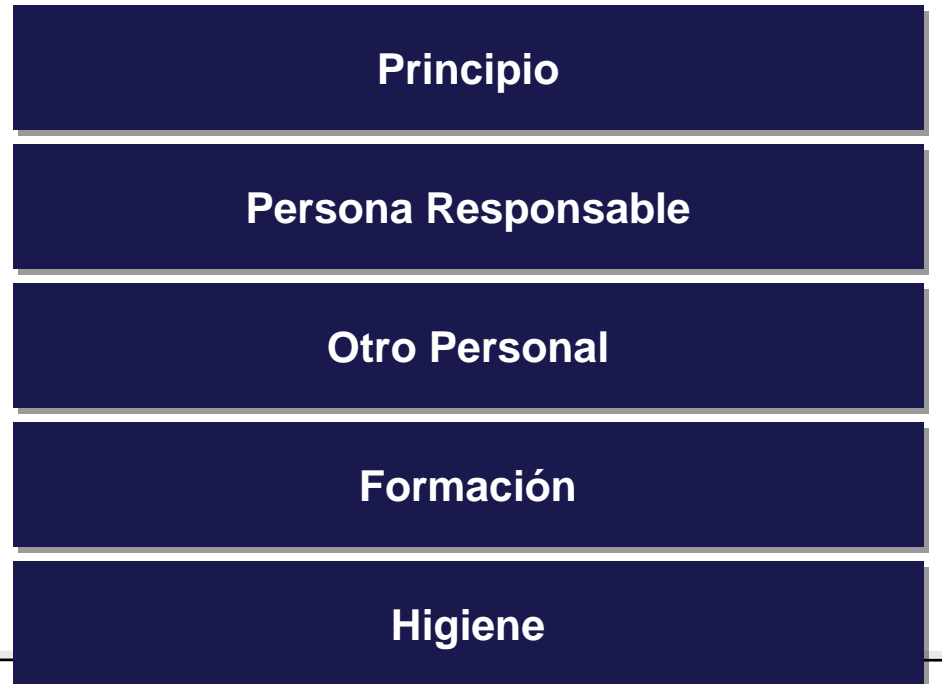 Principio
Persona Responsable
Otro Personal
Formación
Higiene